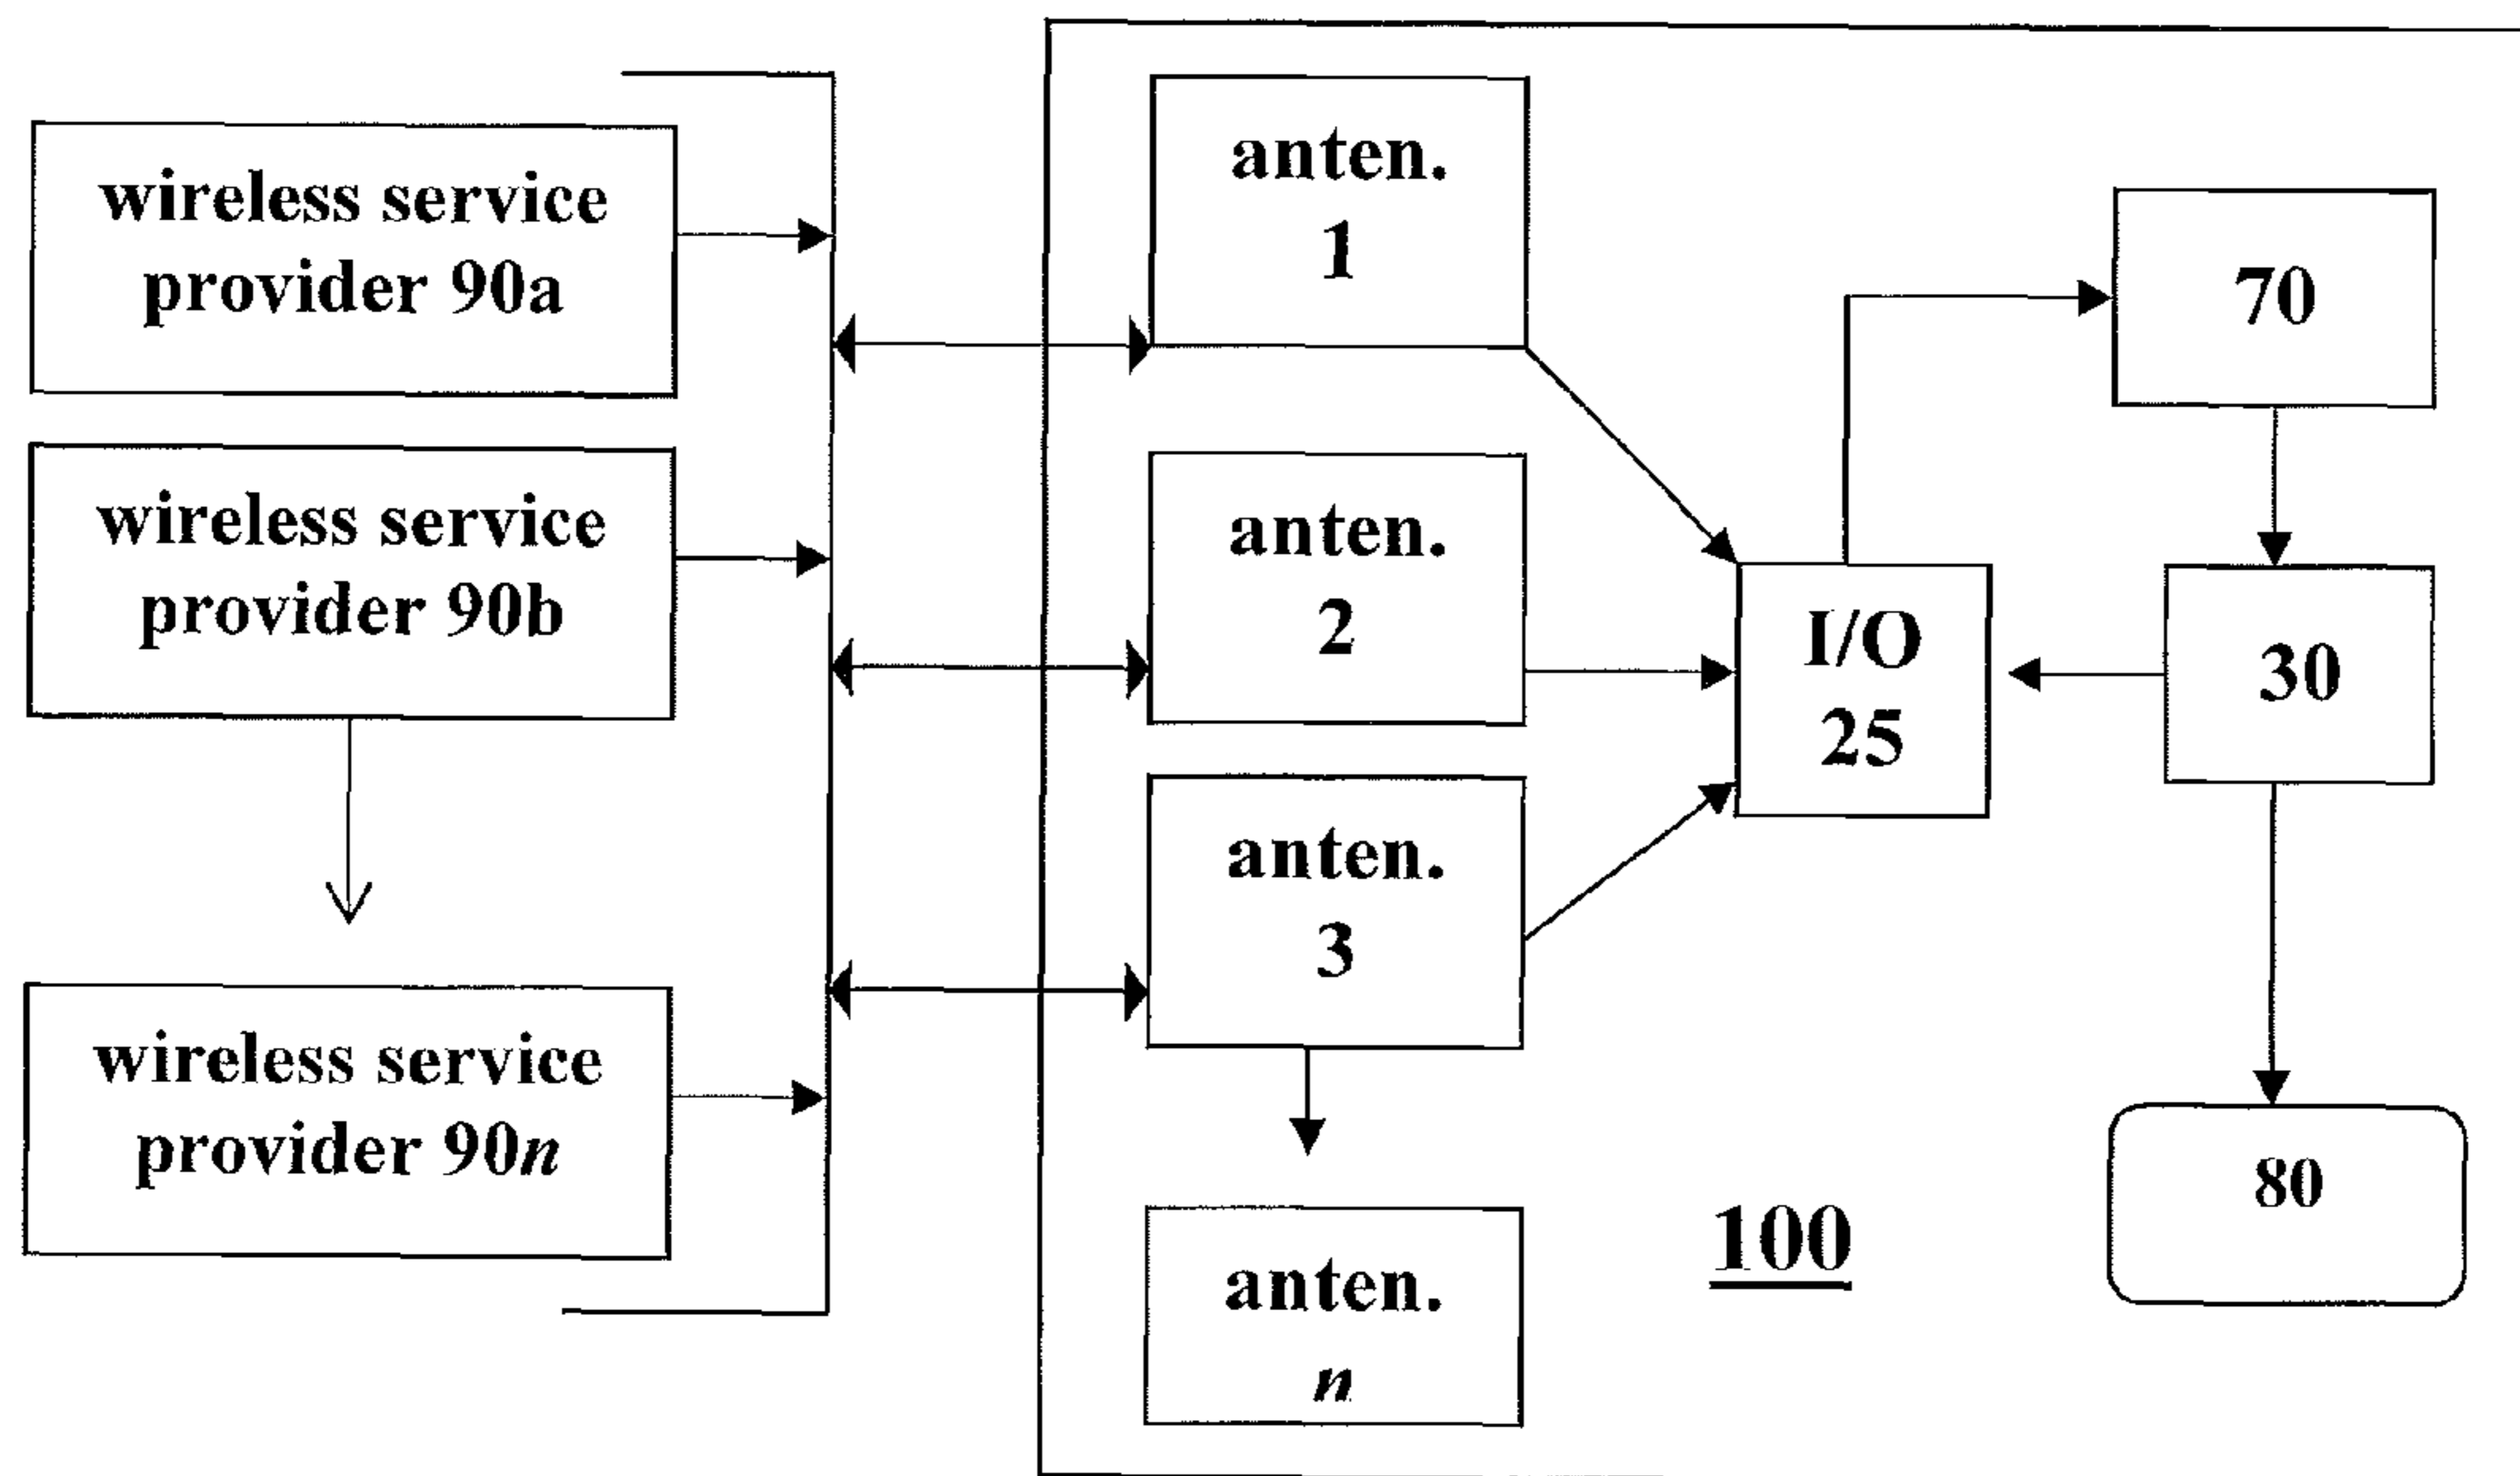 wireless service
provider 90a
wireless service
provider 90b
wireless service
provider 90n
anten.
1
anten.
2
anten.
3
anten.
n
I/O
25
70
30
80
100